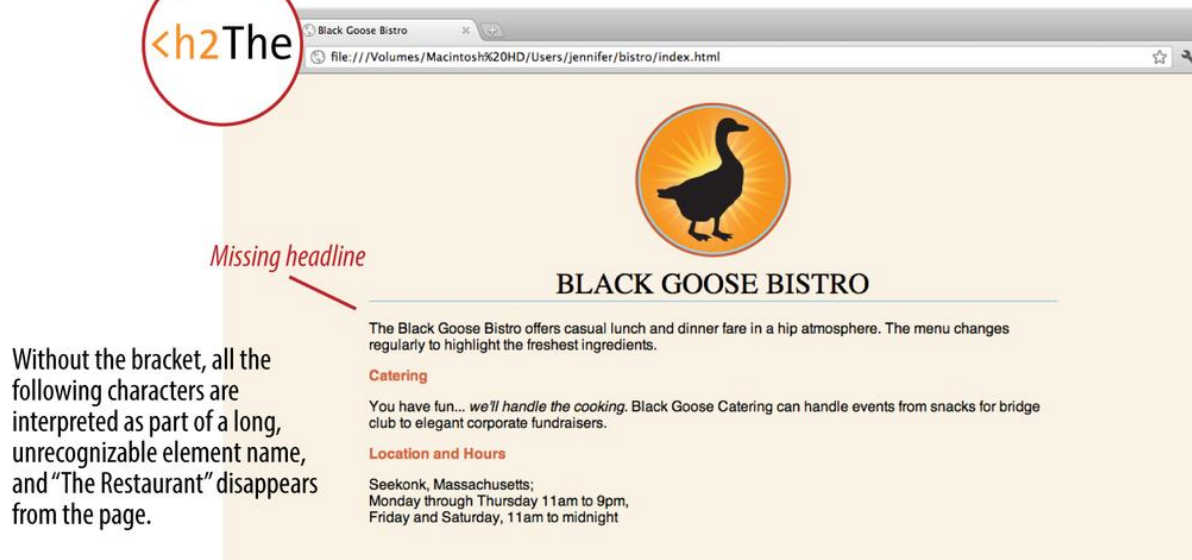 <h2The
Black Goose Bistro
file:///Volumes/Macintosh%20HD/Users/jennifer/bistro/index.html
Missing headline
BLACK GOOSE BISTRO
The Black Goose Bistro offers casual lunch and dinner fare in a hip atmosphere. The menu changes
regularly to highlight the freshest ingredients.
Catering
You have fun... we'll handle the cooking. Black Goose Catering can handle events from snacks for bridge
club to elegant corporate fundraisers.
Location and Hours
Seekonk, Massachusetts;
Monday through Thursday 11am to 9pm,
Friday and Saturday, 11am to midnight
Without the bracket, all the
following characters are
interpreted as part of a long,
unrecognizable element name,
and “The Restaurant” disappears
from the page.